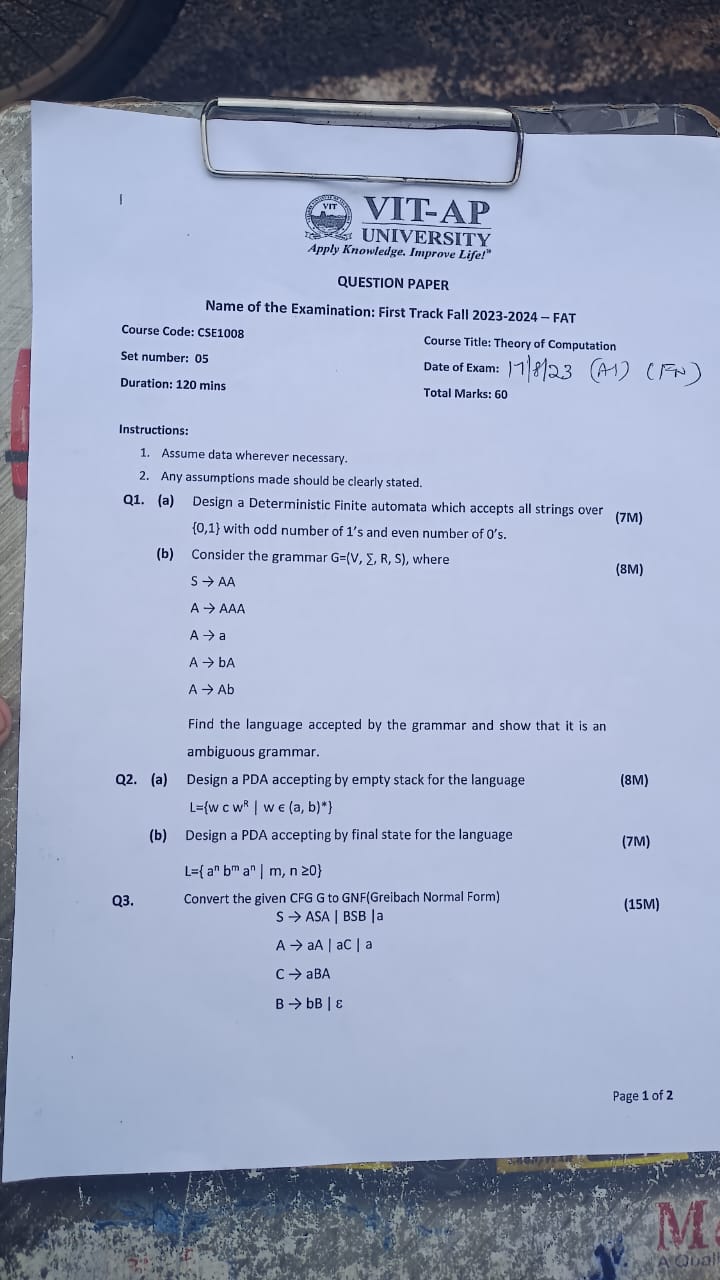 VIT
VIT-AP
UNIVERSITY
Apply Knowledge. Improve Life!"
QUESTION PAPER
Name of the Examination: First Track Fall 2023-2024 – FAT
Course Code: CSE1008
Course Title: Theory of Computation
Set number: 05
Date of Exam: 17/8/23 (A1) (FN)
Duration: 120 mins
Total Marks: 60
Instructions:
1. Assume data wherever necessary.
2. Any assumptions made should be clearly stated.
Q1. (a) Design a Deterministic Finite automata which accepts all strings over (7M)
{0,1} with odd number of 1's and even number of 0's.
(b) Consider the grammar G=(V, ∑, R, S), where (8M)
S → AA
A → AAA
A → a
A → bA
A → Ab
Find the language accepted by the grammar and show that it is an
ambiguous grammar.
Q2. (a) Design a PDA accepting by empty stack for the language (8M)
L={w c wᴿ | w ϵ (a, b)*}
(b) Design a PDA accepting by final state for the language (7M)
L={ aⁿ bᵐ aⁿ | m, n ≥0}
Q3. Convert the given CFG G to GNF(Greibach Normal Form) (15M)
S → ASA | BSB |a
A → aA | aC | a
C → aBA
B → bB | ε
Page 1 of 2
A Qual